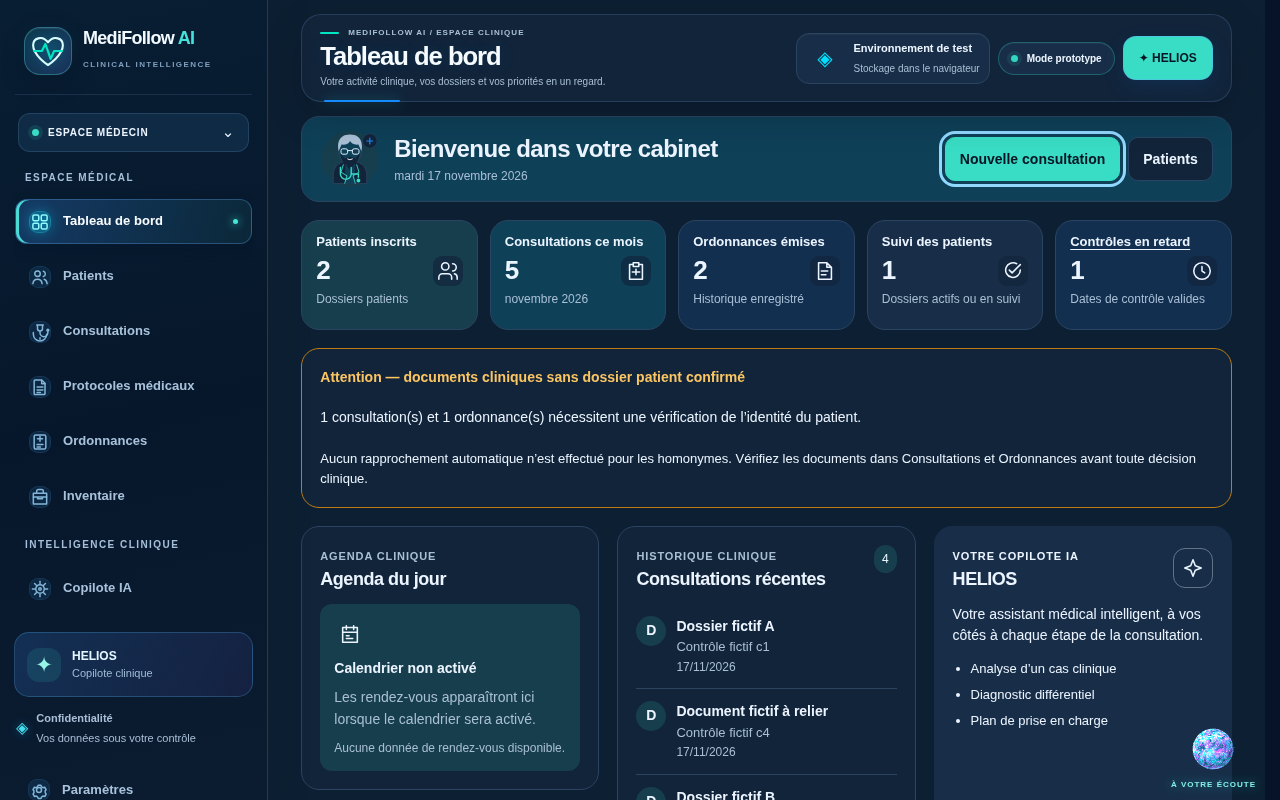 MediFollow AI
CLINICAL INTELLIGENCE
ESPACE MÉDECIN
ESPACE MÉDICAL
Tableau de bord
Patients
Consultations
Protocoles médicaux
Ordonnances
Inventaire
INTELLIGENCE CLINIQUE
Copilote IA
HELIOS
Copilote clinique
Confidentialité
Vos données sous votre contrôle
Paramètres
MEDIFOLLOW AI / ESPACE CLINIQUE
Tableau de bord
Votre activité clinique, vos dossiers et vos priorités en un regard.
Environnement de test
Stockage dans le navigateur
Mode prototype
✦ HELIOS
Bienvenue dans votre cabinet
mardi 17 novembre 2026
Nouvelle consultation
Patients
Patients inscrits
2
Dossiers patients
Consultations ce mois
5
novembre 2026
Ordonnances émises
2
Historique enregistré
Suivi des patients
1
Dossiers actifs ou en suivi
Contrôles en retard
1
Dates de contrôle valides
Attention — documents cliniques sans dossier patient confirmé
1 consultation(s) et 1 ordonnance(s) nécessitent une vérification de l’identité du patient.
Aucun rapprochement automatique n’est effectué pour les homonymes. Vérifiez les documents dans Consultations et Ordonnances avant toute décision
clinique.
AGENDA CLINIQUE
Agenda du jour
Calendrier non activé
Les rendez-vous apparaîtront ici
lorsque le calendrier sera activé.
Aucune donnée de rendez-vous disponible.
HISTORIQUE CLINIQUE
4
Consultations récentes
D
Dossier fictif A
Contrôle fictif c1
17/11/2026
D
Document fictif à relier
Contrôle fictif c4
17/11/2026
D
Dossier fictif B
VOTRE COPILOTE IA
HELIOS
Votre assistant médical intelligent, à vos
côtés à chaque étape de la consultation.
• Analyse d’un cas clinique
• Diagnostic différentiel
• Plan de prise en charge
À VOTRE ÉCOUTE